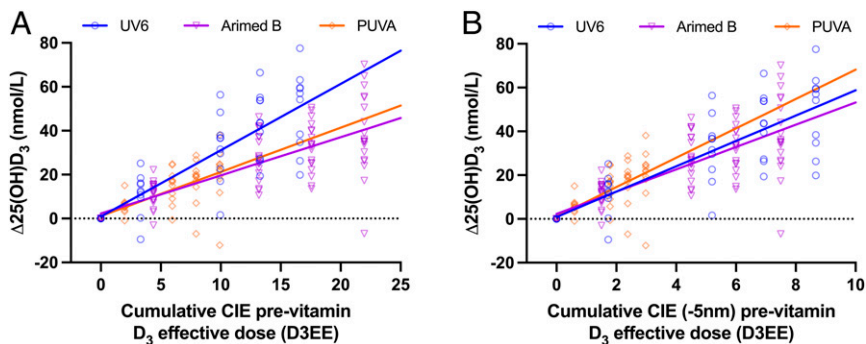 A
UV6 Arimed B PUVA
Δ25(OH)D₃ (nmol/L)
80
60
40
20
0
-20
0 5 10 15 20 25
Cumulative CIE pre-vitamin
D₃ effective dose (D3EE)
B
UV6 Arimed B PUVA
Δ25(OH)D₃ (nmol/L)
80
60
40
20
0
-20
0 2 4 6 8 10
Cumulative CIE (-5nm) pre-vitamin
D₃ effective dose (D3EE)